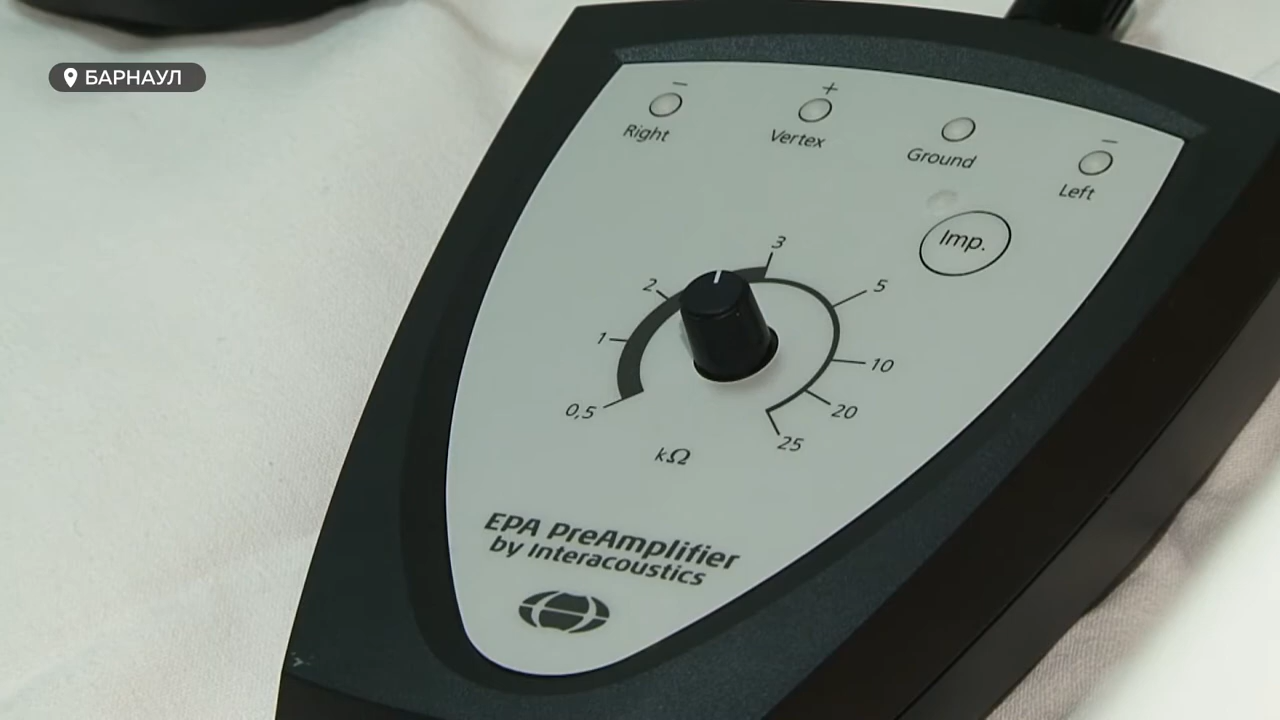 БАРНАУЛ
− + −
Right Vertex Ground Left
Imp.
3
2 5
1
10
0,5 20
25
kΩ
EPA PreAmplifier
by Interacoustics